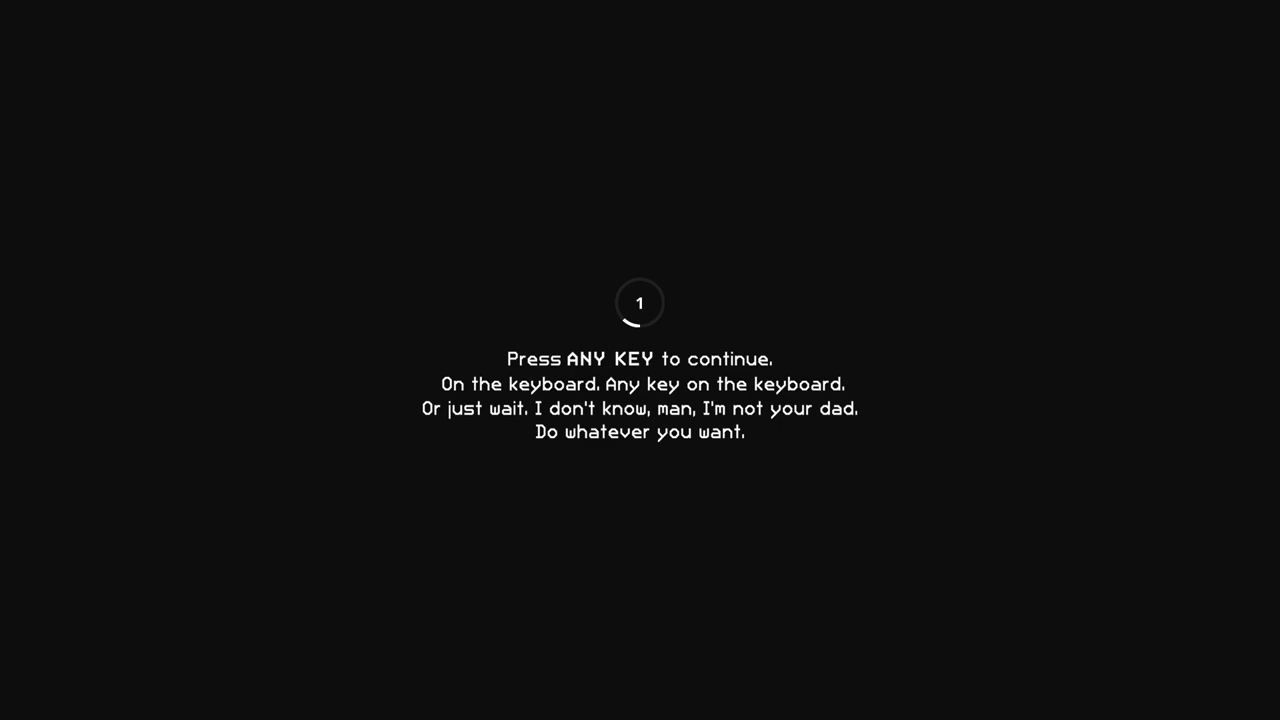 1
Press ANY KEY to continue.
On the keyboard. Any key on the keyboard.
Or just wait. I don't know, man, I'm not your dad.
Do whatever you want.